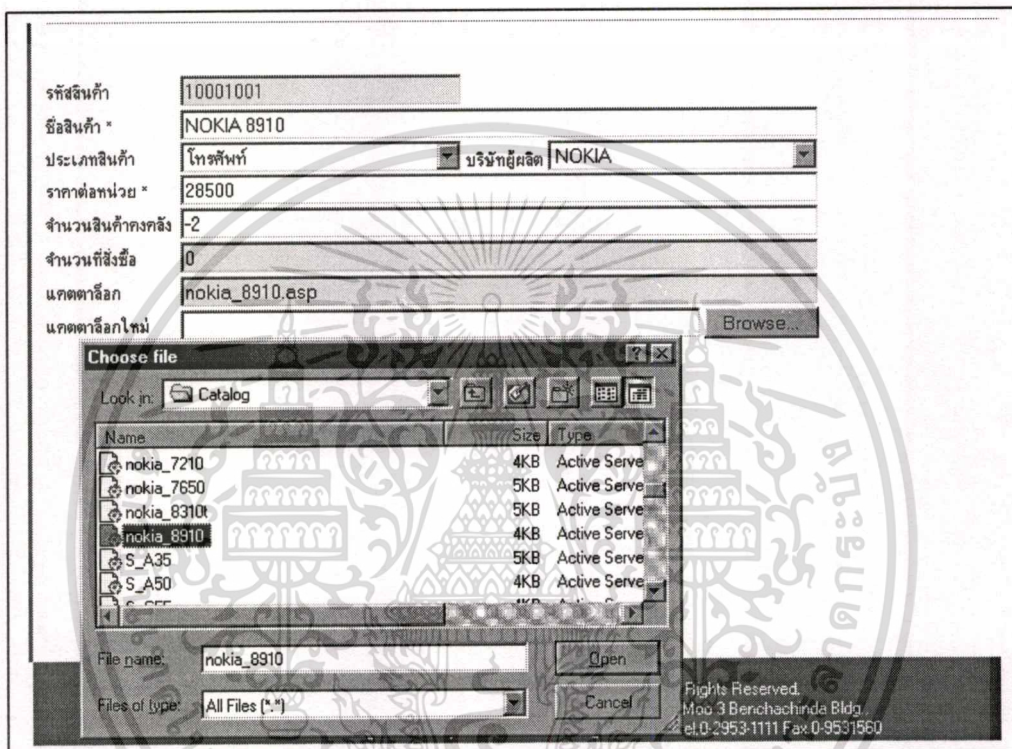 รหัสสินค้า 10001001
ชื่อสินค้า * NOKIA 8910
ประเภทสินค้า โทรศัพท์ บริษัทผู้ผลิต NOKIA
ราคาต่อหน่วย * 28500
จำนวนสินค้าคงคลัง -2
จำนวนที่สั่งซื้อ 0
แคตตาล็อก nokia_8910.asp
แคตตาล็อกใหม่ Browse...
Choose file
Look in: Catalog
Name Size Type
nokia_7210 4KB Active Serve
nokia_7650 5KB Active Serve
nokia_8310t 5KB Active Serve
nokia_8910 4KB Active Serve
S_A35 5KB Active Serve
S_A50 4KB Active Serve
File name: nokia_8910 Open
Files of type: All Files (*.*) Cancel
Rights Reserved.
Moo 3 Benchachinda Bldg.,
el.0-2953-1111 Fax.0-9531560